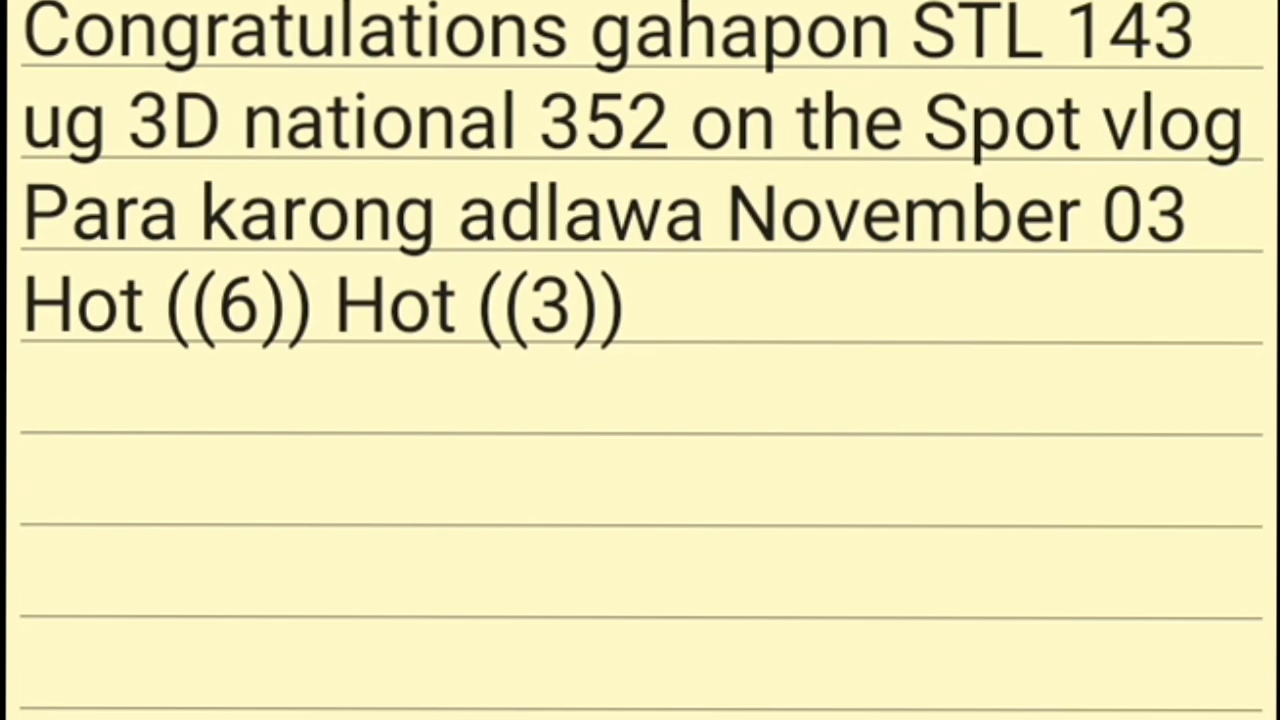 Congratulations gahapon STL 143
ug 3D national 352 on the Spot vlog
Para karong adlawa November 03
Hot ((6)) Hot ((3))